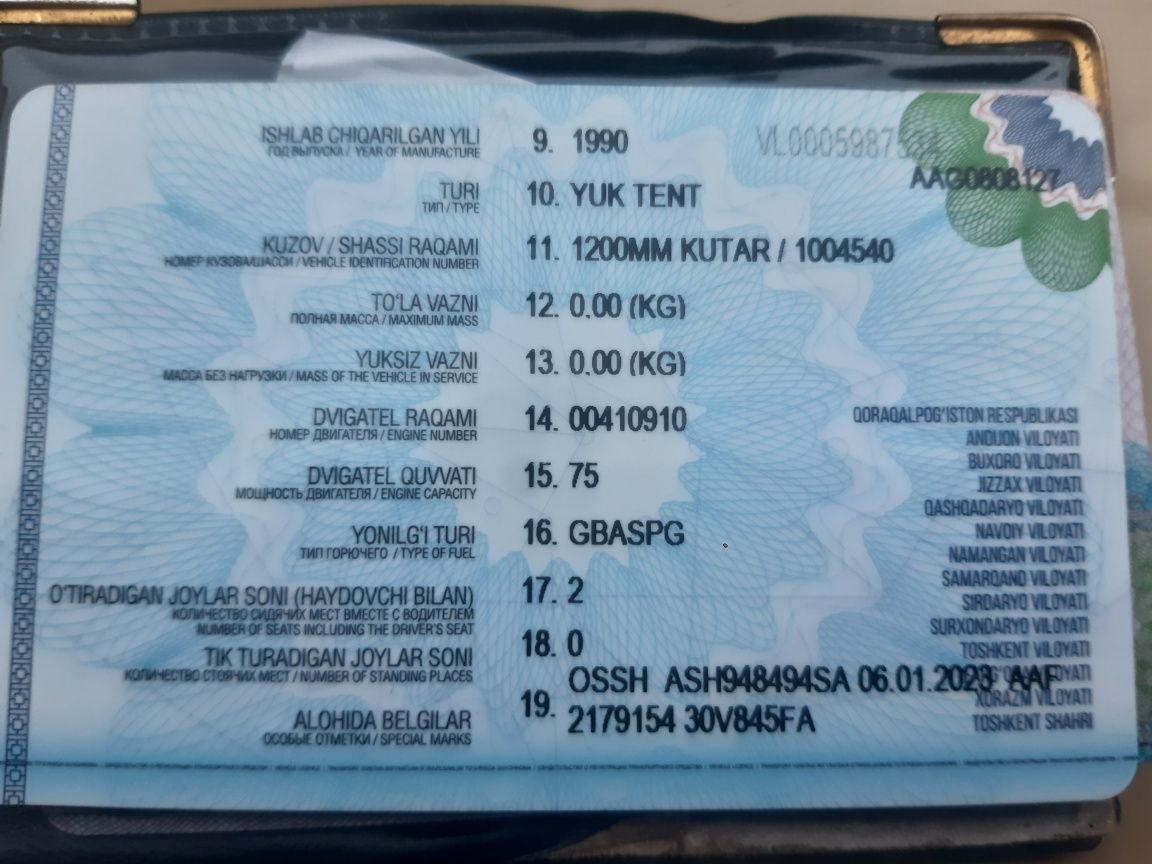 VL0005987
AAG0808127
ISHLAB CHIQARILGAN YILI 9. 1990
ГОД ВЫПУСКА / YEAR OF MANUFACTURE
TURI 10. YUK TENT
ТИП / TYPE
KUZOV / SHASSI RAQAMI 11. 1200MM KUTAR / 1004540
НОМЕР КУЗОВА/ШАССИ / VEHICLE IDENTIFICATION NUMBER
TO'LA VAZNI 12. 0.00 (KG)
ПОЛНАЯ МАССА / MAXIMUM MASS
YUKSIZ VAZNI 13. 0.00 (KG)
МАССА БЕЗ НАГРУЗКИ / MASS OF THE VEHICLE IN SERVICE
DVIGATEL RAQAMI 14. 00410910
НОМЕР ДВИГАТЕЛЯ / ENGINE NUMBER
DVIGATEL QUVVATI 15. 75
МОЩНОСТЬ ДВИГАТЕЛЯ / ENGINE CAPACITY
YONILG'I TURI 16. GBASPG
ТИП ГОРЮЧЕГО / TYPE OF FUEL
O'TIRADIGAN JOYLAR SONI (HAYDOVCHI BILAN) 17. 2
КОЛИЧЕСТВО СИДЯЧИХ МЕСТ ВМЕСТЕ С ВОДИТЕЛЕМ
NUMBER OF SEATS INCLUDING THE DRIVER'S SEAT
TIK TURADIGAN JOYLAR SONI 18. 0
КОЛИЧЕСТВО СТОЯЧИХ МЕСТ / NUMBER OF STANDING PLACES
OSSH ASH948494SA 06.01.2023 AAF
ALOHIDA BELGILAR 19. 2179154 30V845FA
ОСОБЫЕ ОТМЕТКИ / SPECIAL MARKS
QORAQALPOG'ISTON RESPUBLIKASI
ANDIJON VILOYATI
BUXORO VILOYATI
JIZZAX VILOYATI
QASHQADARYO VILOYATI
NAVOIY VILOYATI
NAMANGAN VILOYATI
SAMARQAND VILOYATI
SIRDARYO VILOYATI
SURXONDARYO VILOYATI
TOSHKENT VILOYATI
VILOYATI
XORAZM VILOYATI
TOSHKENT SHAHRI